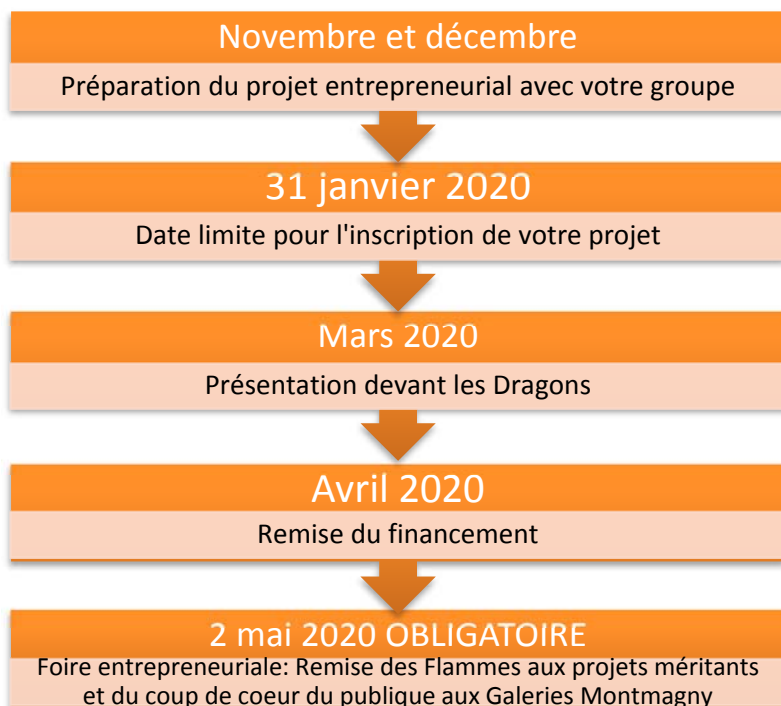 Novembre et décembre
Préparation du projet entrepreneurial avec votre groupe
31 janvier 2020
Date limite pour l'inscription de votre projet
Mars 2020
Présentation devant les Dragons
Avril 2020
Remise du financement
2 mai 2020 OBLIGATOIRE
Foire entrepreneuriale: Remise des Flammes aux projets méritants
et du coup de coeur du publique aux Galeries Montmagny